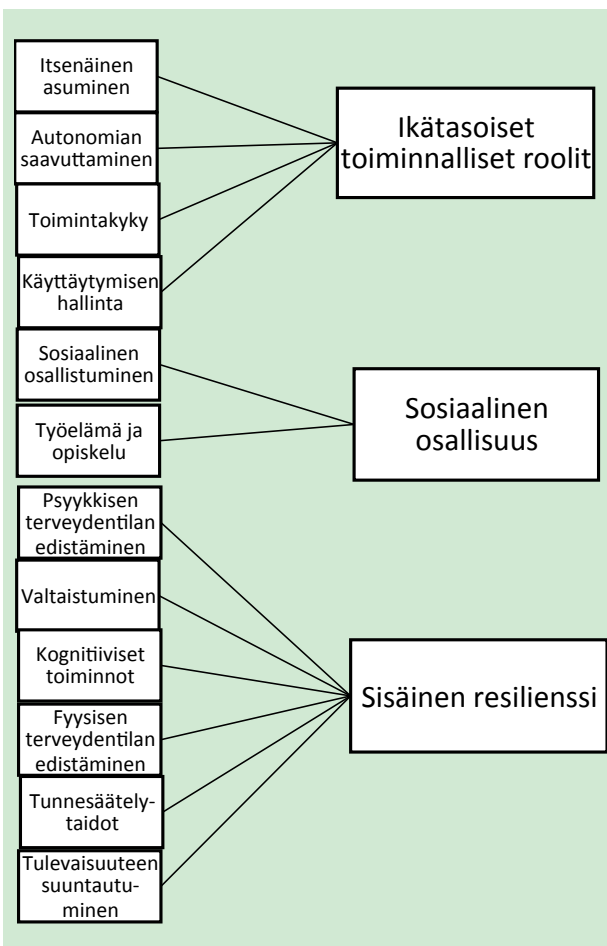 Itsenäinen
asuminen
Autonomian
saavuttaminen
Toimintakyky
Käyttäytymisen
hallinta
Ikätasoiset
toiminnalliset roolit
Sosiaalinen
osallistuminen
Työelämä ja
opiskelu
Sosiaalinen
osallisuus
Psyykkisen
terveydentilan
edistäminen
Valtaistuminen
Kognitiiviset
toiminnot
Fyysisen
terveydentilan
edistäminen
Tunnesäätely-
taidot
Tulevaisuuteen
suuntautu-
minen
Sisäinen resilienssi